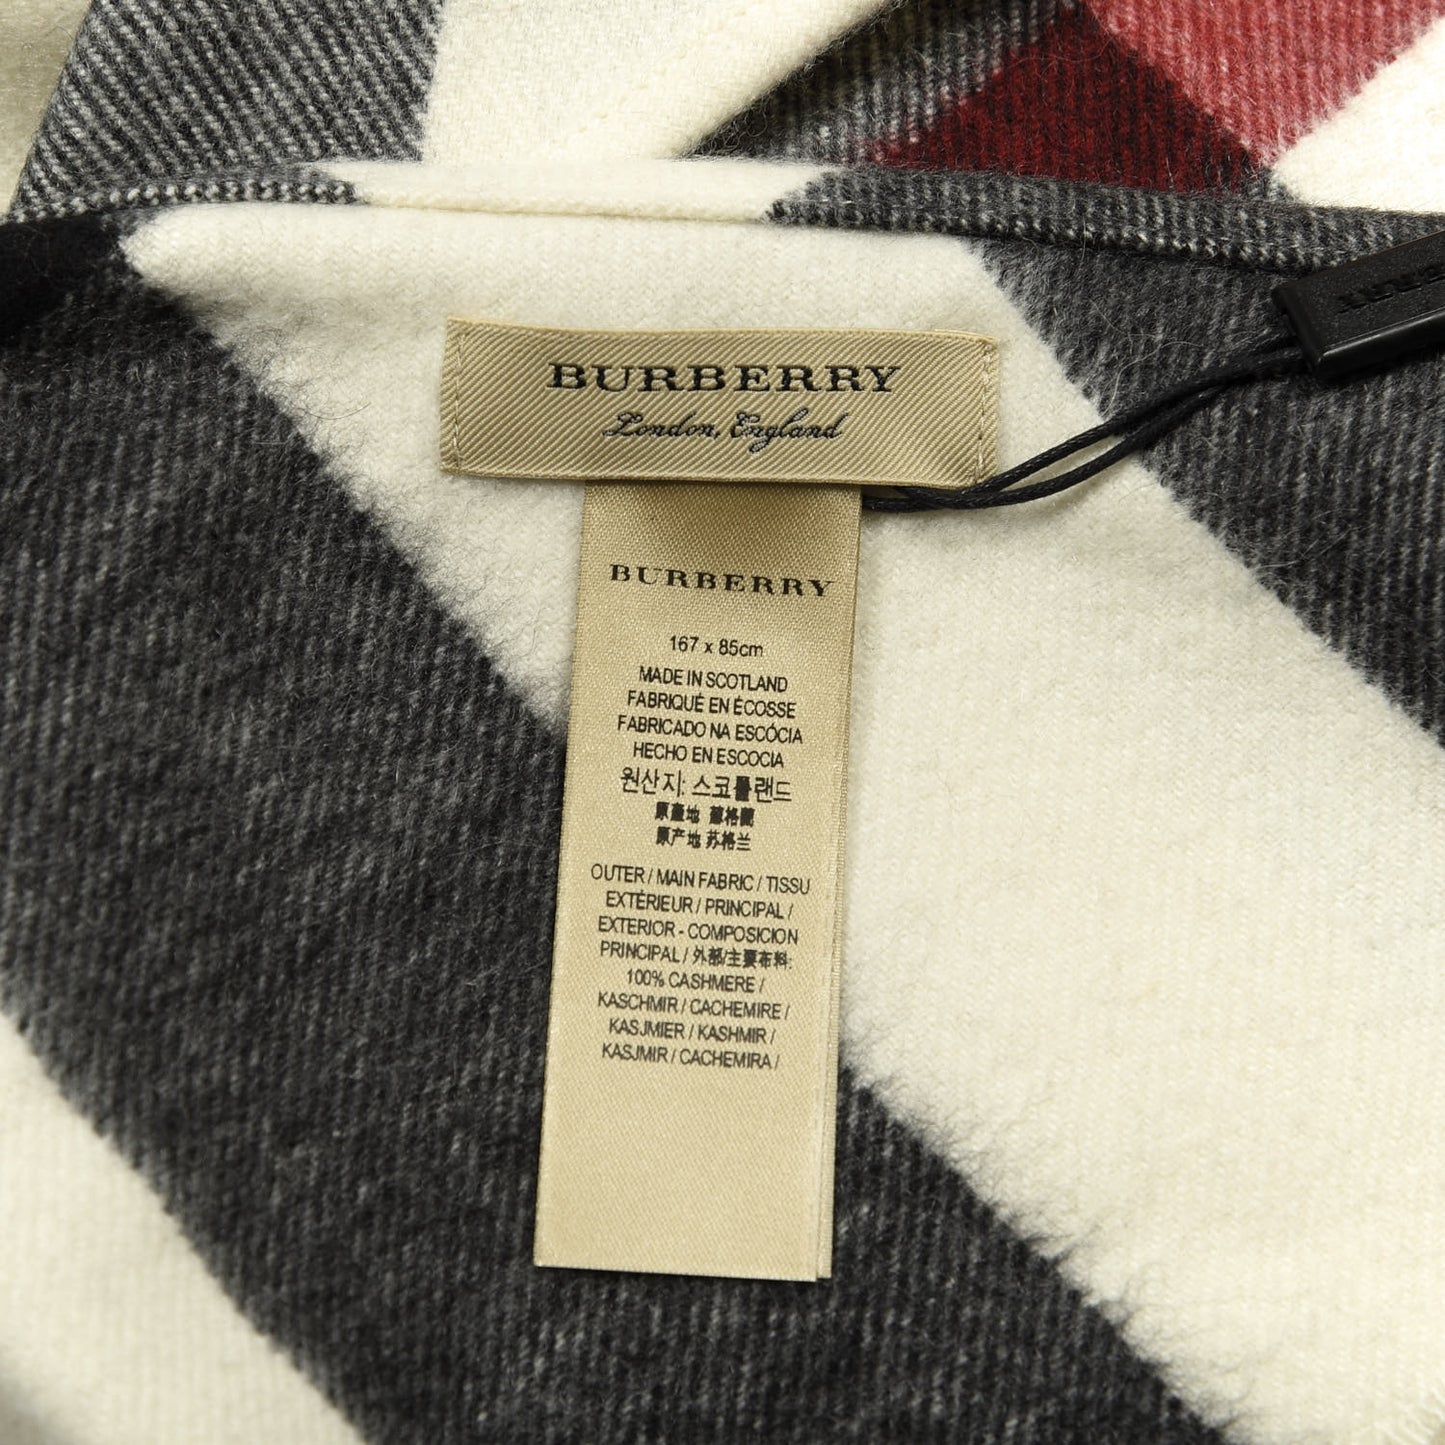 BURBERRY
London, England
BURBERRY
167 x 85cm
MADE IN SCOTLAND
FABRIQUÉ EN ÉCOSSE
FABRICADO NA ESCÓCIA
HECHO EN ESCOCIA
원산지: 스코틀랜드
原產地 蘇格蘭
原产地 苏格兰
OUTER / MAIN FABRIC / TISSU
EXTÉRIEUR / PRINCIPAL /
EXTERIOR - COMPOSICION
PRINCIPAL / 外部/主要布料:
100% CASHMERE /
KASCHMIR / CACHEMIRE /
KASJMIER / KASHMIR /
KASJMIR / CACHEMIRA /